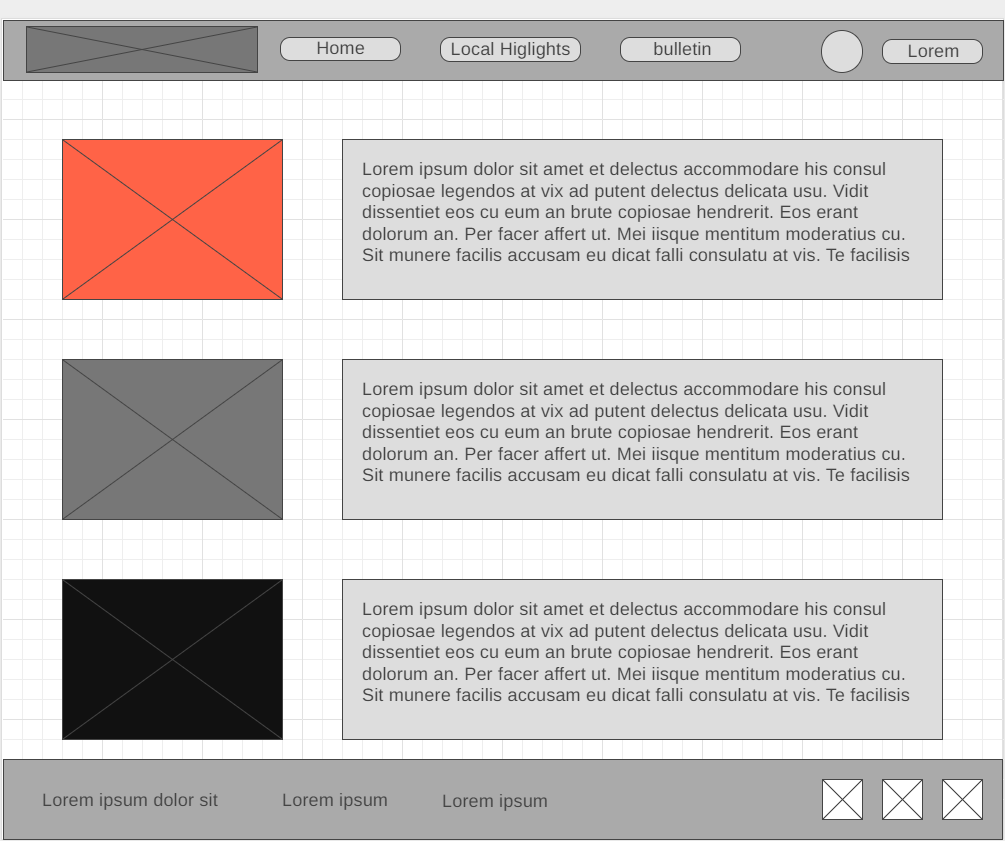 Home
Local Higlights
bulletin
Lorem
Lorem ipsum dolor sit amet et delectus accommodare his consul
copiosae legendos at vix ad putent delectus delicata usu. Vidit
dissentiet eos cu eum an brute copiosae hendrerit. Eos erant
dolorum an. Per facer affert ut. Mei iisque mentitum moderatius cu.
Sit munere facilis accusam eu dicat falli consulatu at vis. Te facilisis
Lorem ipsum dolor sit amet et delectus accommodare his consul
copiosae legendos at vix ad putent delectus delicata usu. Vidit
dissentiet eos cu eum an brute copiosae hendrerit. Eos erant
dolorum an. Per facer affert ut. Mei iisque mentitum moderatius cu.
Sit munere facilis accusam eu dicat falli consulatu at vis. Te facilisis
Lorem ipsum dolor sit amet et delectus accommodare his consul
copiosae legendos at vix ad putent delectus delicata usu. Vidit
dissentiet eos cu eum an brute copiosae hendrerit. Eos erant
dolorum an. Per facer affert ut. Mei iisque mentitum moderatius cu.
Sit munere facilis accusam eu dicat falli consulatu at vis. Te facilisis
Lorem ipsum dolor sit
Lorem ipsum
Lorem ipsum